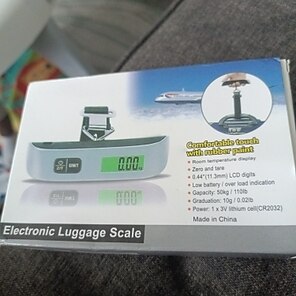 Comfortable touch
with rubber paint
Room temperature display
Zero and tare
0.44"(11.3mm) LCD digits
Low battery / over load indication
Capacity: 50kg / 110lb
Graduation: 10g / 0.02lb
Power: 1 x 3V lithium cell(CR2032)
Made in China
UNIT
0.00
Electronic Luggage Scale